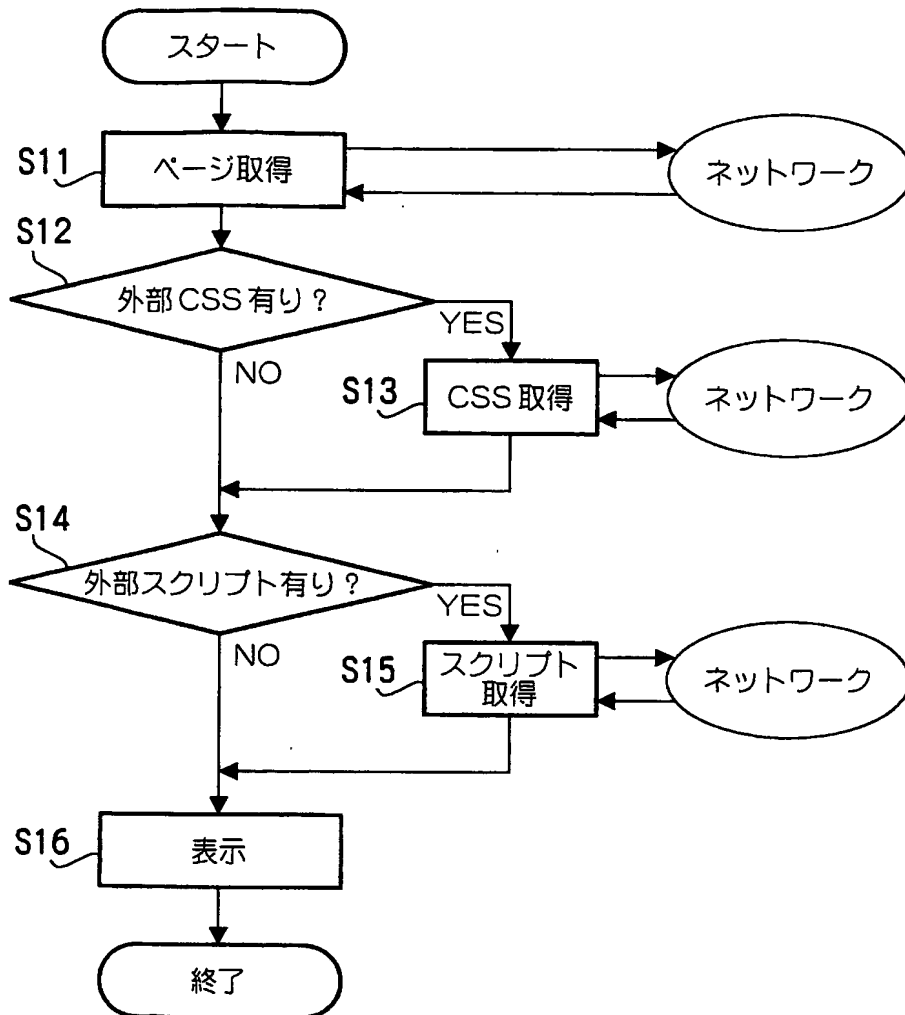 スタート
S11
ページ取得
ネットワーク
S12
外部CSS有り？
YES
NO
S13
CSS取得
ネットワーク
S14
外部スクリプト有り？
YES
NO
S15
スクリプト
取得
ネットワーク
S16
表示
終了